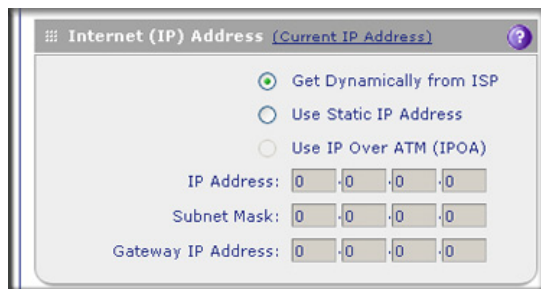 Internet (IP) Address (Current IP Address) ?
Get Dynamically from ISP
Use Static IP Address
Use IP Over ATM (IPOA)
IP Address: 0 .0 .0 .0
Subnet Mask: 0 .0 .0 .0
Gateway IP Address: 0 .0 .0 .0